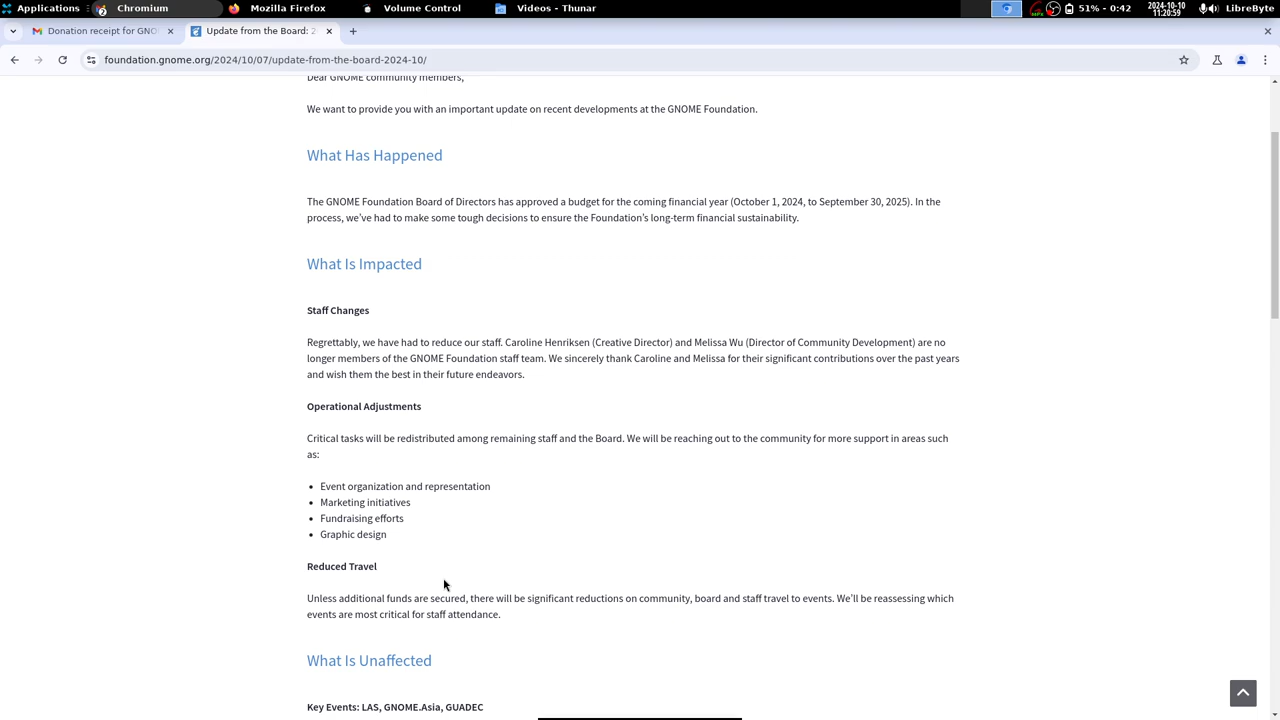 Applications
Chromium
2
Mozilla Firefox
Volume Control
Videos - Thunar
51% - 0:42
2024-10-10
11:20:59
LibreByte
Donation receipt for GNO
Update from the Board: 2
foundation.gnome.org/2024/10/07/update-from-the-board-2024-10/
Dear GNOME community members,
We want to provide you with an important update on recent developments at the GNOME Foundation.
What Has Happened
The GNOME Foundation Board of Directors has approved a budget for the coming financial year (October 1, 2024, to September 30, 2025). In the
process, we’ve had to make some tough decisions to ensure the Foundation’s long-term financial sustainability.
What Is Impacted
Staff Changes
Regrettably, we have had to reduce our staff. Caroline Henriksen (Creative Director) and Melissa Wu (Director of Community Development) are no
longer members of the GNOME Foundation staff team. We sincerely thank Caroline and Melissa for their significant contributions over the past years
and wish them the best in their future endeavors.
Operational Adjustments
Critical tasks will be redistributed among remaining staff and the Board. We will be reaching out to the community for more support in areas such
as:
• Event organization and representation
• Marketing initiatives
• Fundraising efforts
• Graphic design
Reduced Travel
Unless additional funds are secured, there will be significant reductions on community, board and staff travel to events. We’ll be reassessing which
events are most critical for staff attendance.
What Is Unaffected
Key Events: LAS, GNOME.Asia, GUADEC